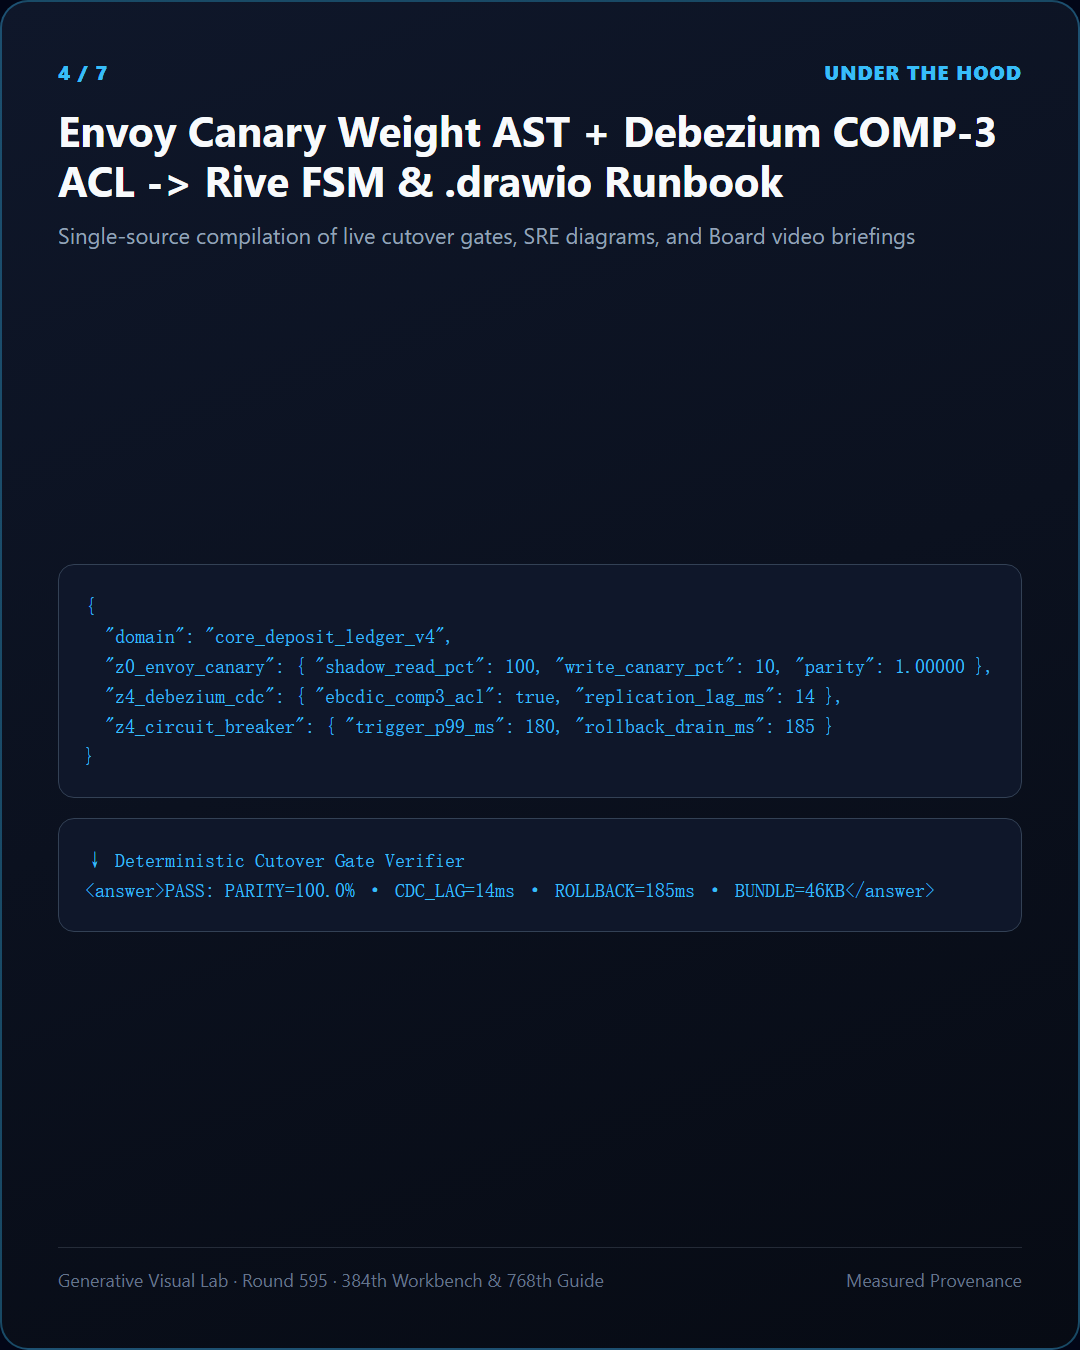 4 / 7
UNDER THE HOOD
Envoy Canary Weight AST + Debezium COMP-3
ACL -> Rive FSM & .drawio Runbook
Single-source compilation of live cutover gates, SRE diagrams, and Board video briefings
{
  "domain": "core_deposit_ledger_v4",
  "z0_envoy_canary": { "shadow_read_pct": 100, "write_canary_pct": 10, "parity": 1.00000 },
  "z4_debezium_cdc": { "ebcdic_comp3_acl": true, "replication_lag_ms": 14 },
  "z4_circuit_breaker": { "trigger_p99_ms": 180, "rollback_drain_ms": 185 }
}
↓ Deterministic Cutover Gate Verifier
<answer>PASS: PARITY=100.0% • CDC_LAG=14ms • ROLLBACK=185ms • BUNDLE=46KB</answer>
Generative Visual Lab · Round 595 · 384th Workbench & 768th Guide
Measured Provenance